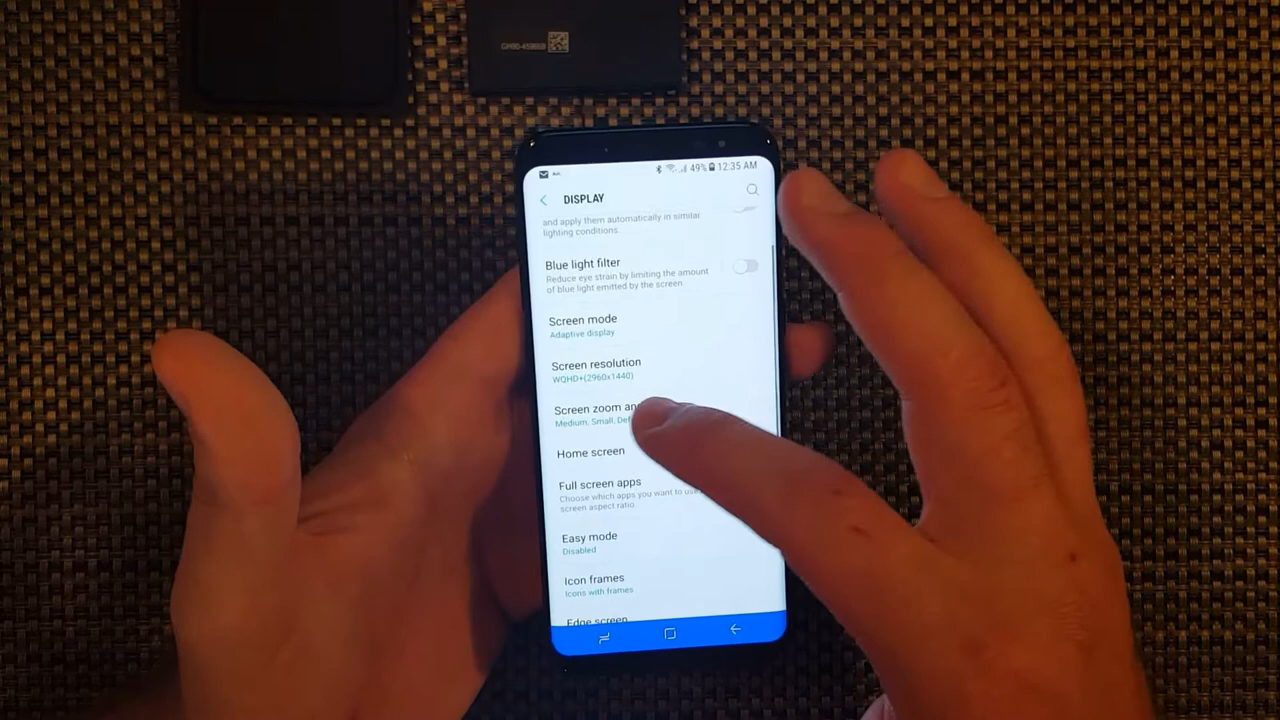 49% 12:35 AM
DISPLAY
and apply them automatically in similar
lighting conditions.
Blue light filter
Reduce eye strain by limiting the amount
of blue light emitted by the screen.
Screen mode
Adaptive display
Screen resolution
WQHD+(2960x1440)
Screen zoom an
Medium, Small, Def
Home screen
Full screen apps
Choose which apps you want to use
screen aspect ratio.
Easy mode
Disabled
Icon frames
Icons with frames
Edge screen